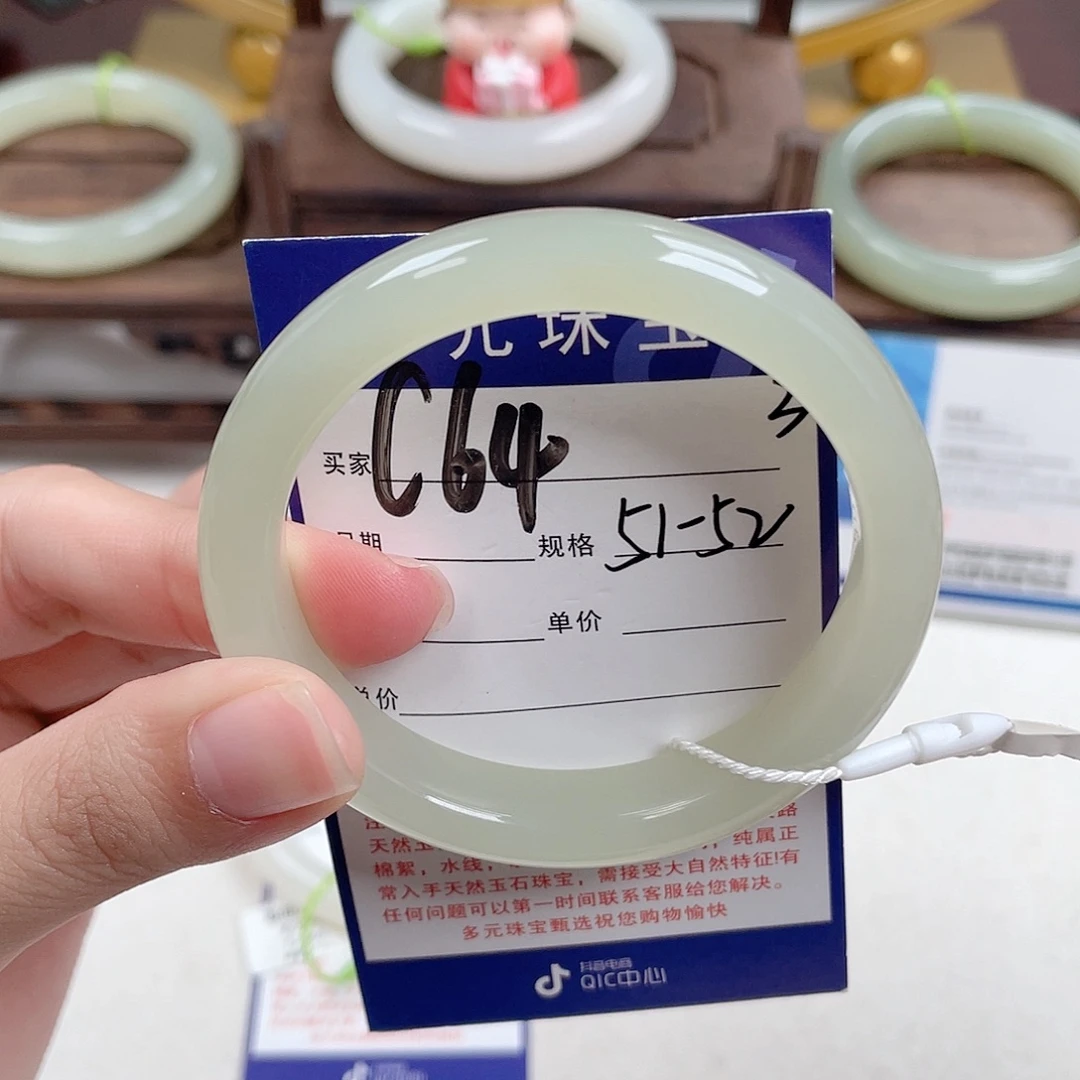 元珠宝
买家 C64
日期 规格 51-52
单价
单价
天然玉
棉絮，水线， 纯属正
常入手天然玉石珠宝，需接受大自然特征!有
任何问题可以第一时间联系客服给您解决。
多元珠宝甄选祝您购物愉快
抖音电商
QIC中心